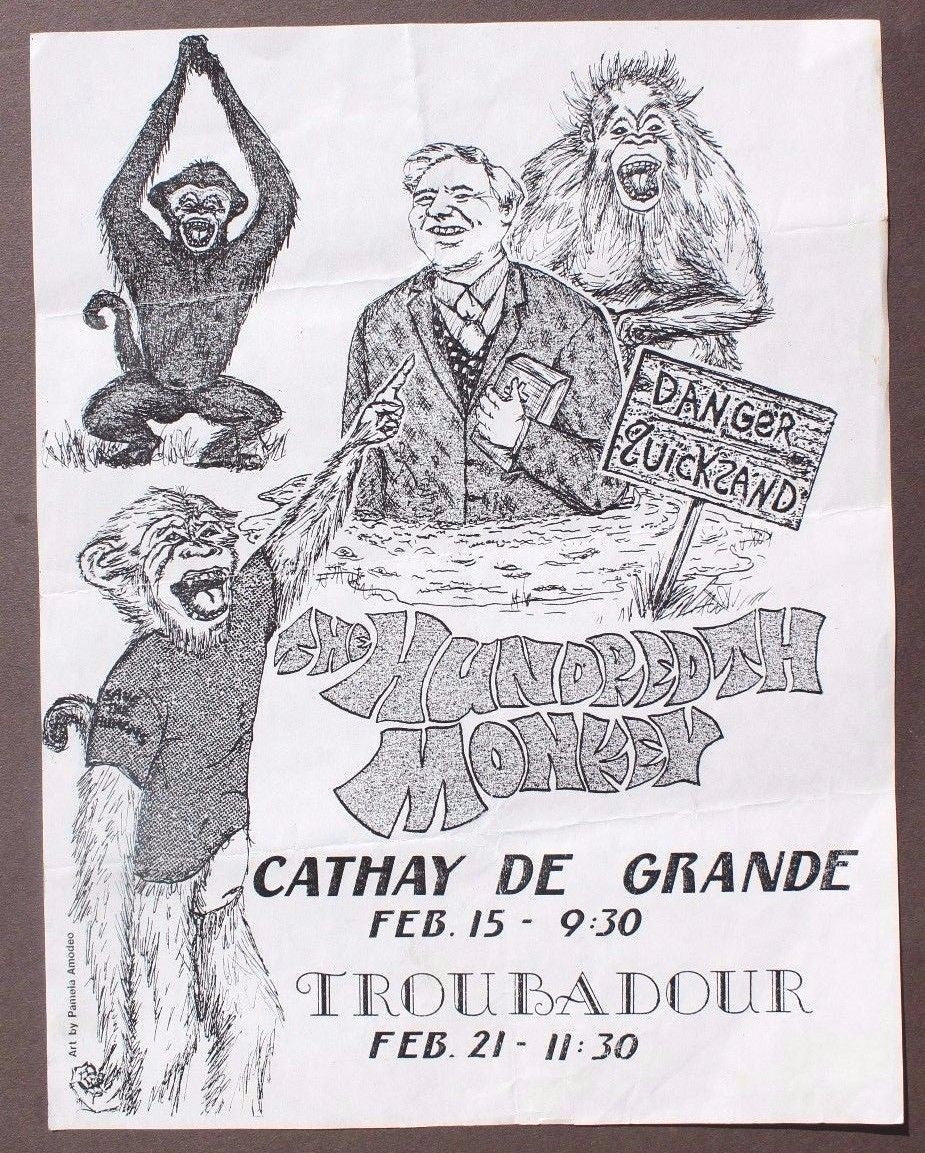 DANGER
QUICKSAND
THE HUNDREDTH
MONKEY
CATHAY DE GRANDE
FEB. 15 - 9:30
TROUBADOUR
FEB. 21 - 11:30
Art by Pamela Amodeo